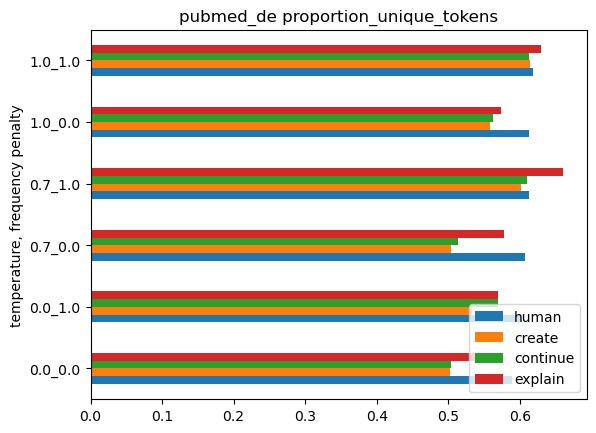 pubmed_de proportion_unique_tokens
temperature, frequency penalty
1.0_1.0
1.0_0.0
0.7_1.0
0.7_0.0
0.0_1.0
0.0_0.0
0.0 0.1 0.2 0.3 0.4 0.5 0.6
human
create
continue
explain